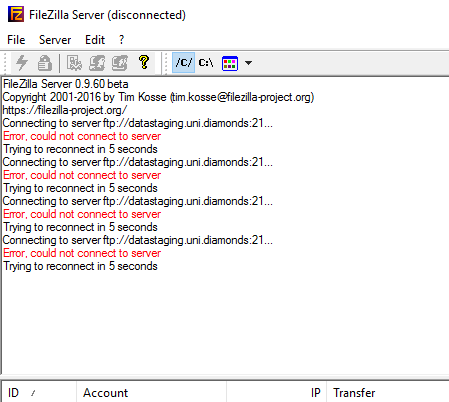 FileZilla Server (disconnected)
File Server Edit ?
/C/ C:\
FileZilla Server 0.9.60 beta
Copyright 2001-2016 by Tim Kosse (tim.kosse@filezilla-project.org)
https://filezilla-project.org/
Connecting to server ftp://datastaging.uni.diamonds:21...
Error, could not connect to server
Trying to reconnect in 5 seconds
Connecting to server ftp://datastaging.uni.diamonds:21...
Error, could not connect to server
Trying to reconnect in 5 seconds
Connecting to server ftp://datastaging.uni.diamonds:21...
Error, could not connect to server
Trying to reconnect in 5 seconds
Connecting to server ftp://datastaging.uni.diamonds:21...
Error, could not connect to server
Trying to reconnect in 5 seconds
ID / Account IP Transfer